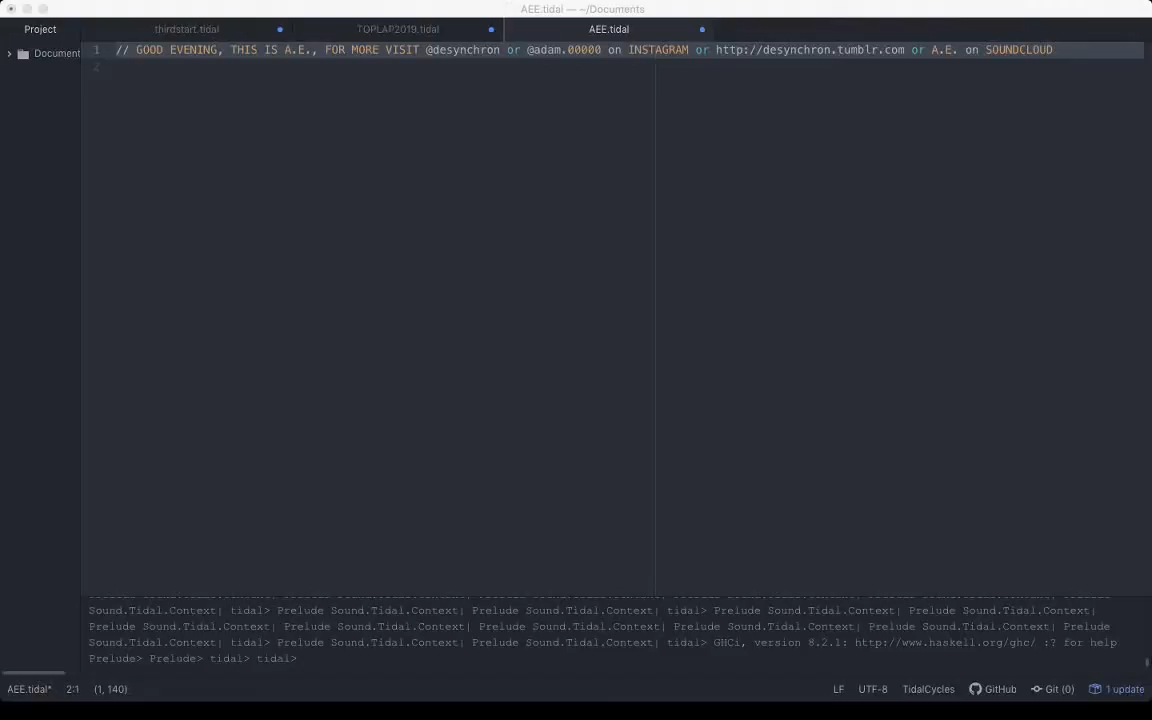 AEE.tidal — ~/Documents
Project
thirdstart.tidal
TOPLAP2019.tidal
AEE.tidal
Document
1 // GOOD EVENING, THIS IS A.E., FOR MORE VISIT @desynchron or @adam.00000 on INSTAGRAM or http://desynchron.tumblr.com or A.E. on SOUNDCLOUD
2
Sound.Tidal.Context| tidal> Prelude Sound.Tidal.Context| Prelude Sound.Tidal.Context| tidal> Prelude Sound.Tidal.Context| Prelude Sound.Tidal.Context|
Prelude Sound.Tidal.Context| Prelude Sound.Tidal.Context| Prelude Sound.Tidal.Context| Prelude Sound.Tidal.Context| Prelude Sound.Tidal.Context| Prelude
Sound.Tidal.Context| tidal> Prelude Sound.Tidal.Context| Prelude Sound.Tidal.Context| tidal> GHCi, version 8.2.1: http://www.haskell.org/ghc/ :? for help
Prelude> Prelude> tidal> tidal>
AEE.tidal* 2:1 (1, 140) LF UTF-8 TidalCycles GitHub Git (0) 1 update